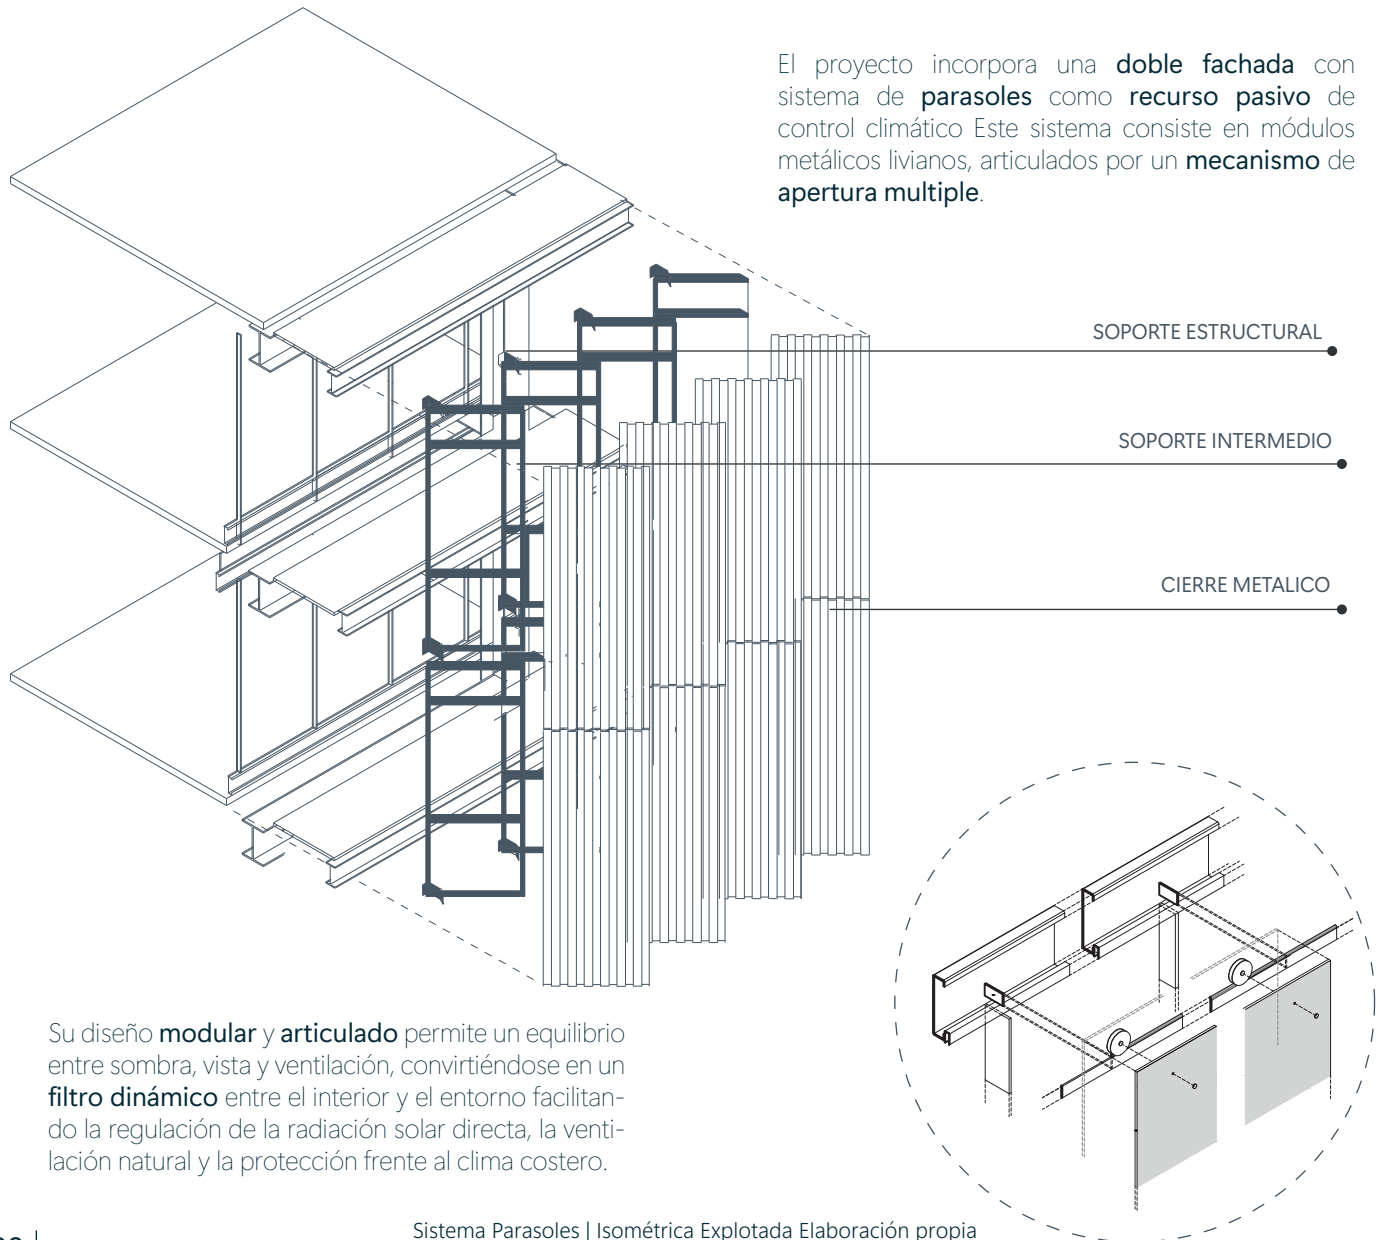 El proyecto incorpora una doble fachada con
sistema de parasoles como recurso pasivo de
control climático Este sistema consiste en módulos
metálicos livianos, articulados por un mecanismo de
apertura multiple.
SOPORTE ESTRUCTURAL
SOPORTE INTERMEDIO
CIERRE METALICO
Su diseño modular y articulado permite un equilibrio
entre sombra, vista y ventilación, convirtiéndose en un
filtro dinámico entre el interior y el entorno facilitan-
do la regulación de la radiación solar directa, la venti-
lación natural y la protección frente al clima costero.
Sistema Parasoles | Isométrica Explotada Elaboración propia